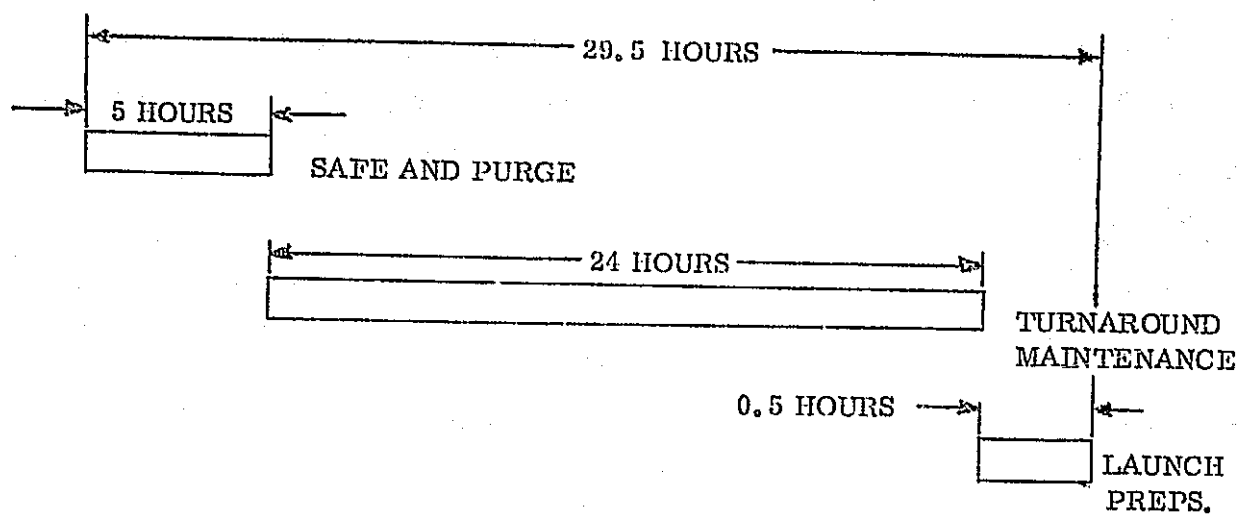 29.5 HOURS
5 HOURS
SAFE AND PURGE
24 HOURS
TURNAROUND
MAINTENANCE
0.5 HOURS
LAUNCH
PREPS.